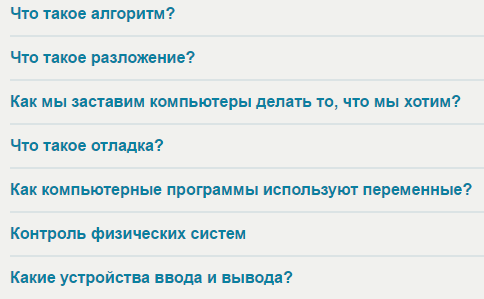 Что такое алгоритм?
Что такое разложение?
Как мы заставим компьютеры делать то, что мы хотим?
Что такое отладка?
Как компьютерные программы используют переменные?
Контроль физических систем
Какие устройства ввода и вывода?